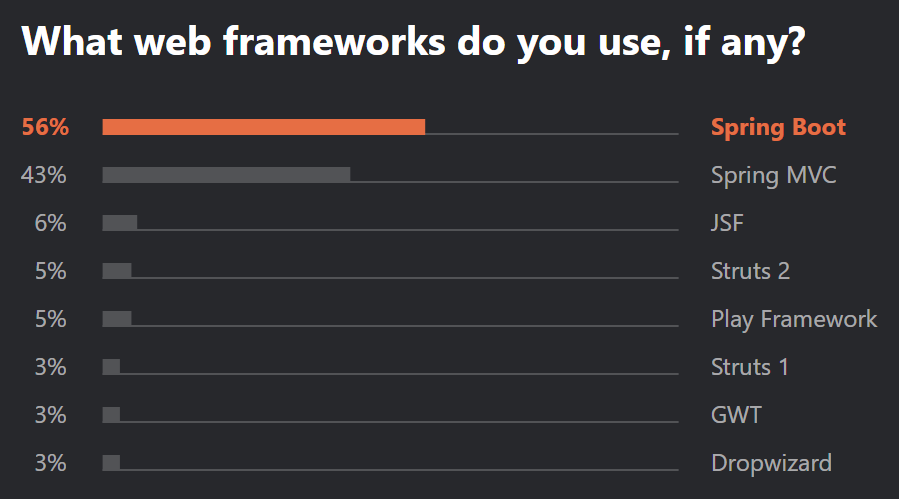 What web frameworks do you use, if any?
56% Spring Boot
43% Spring MVC
6% JSF
5% Struts 2
5% Play Framework
3% Struts 1
3% GWT
3% Dropwizard